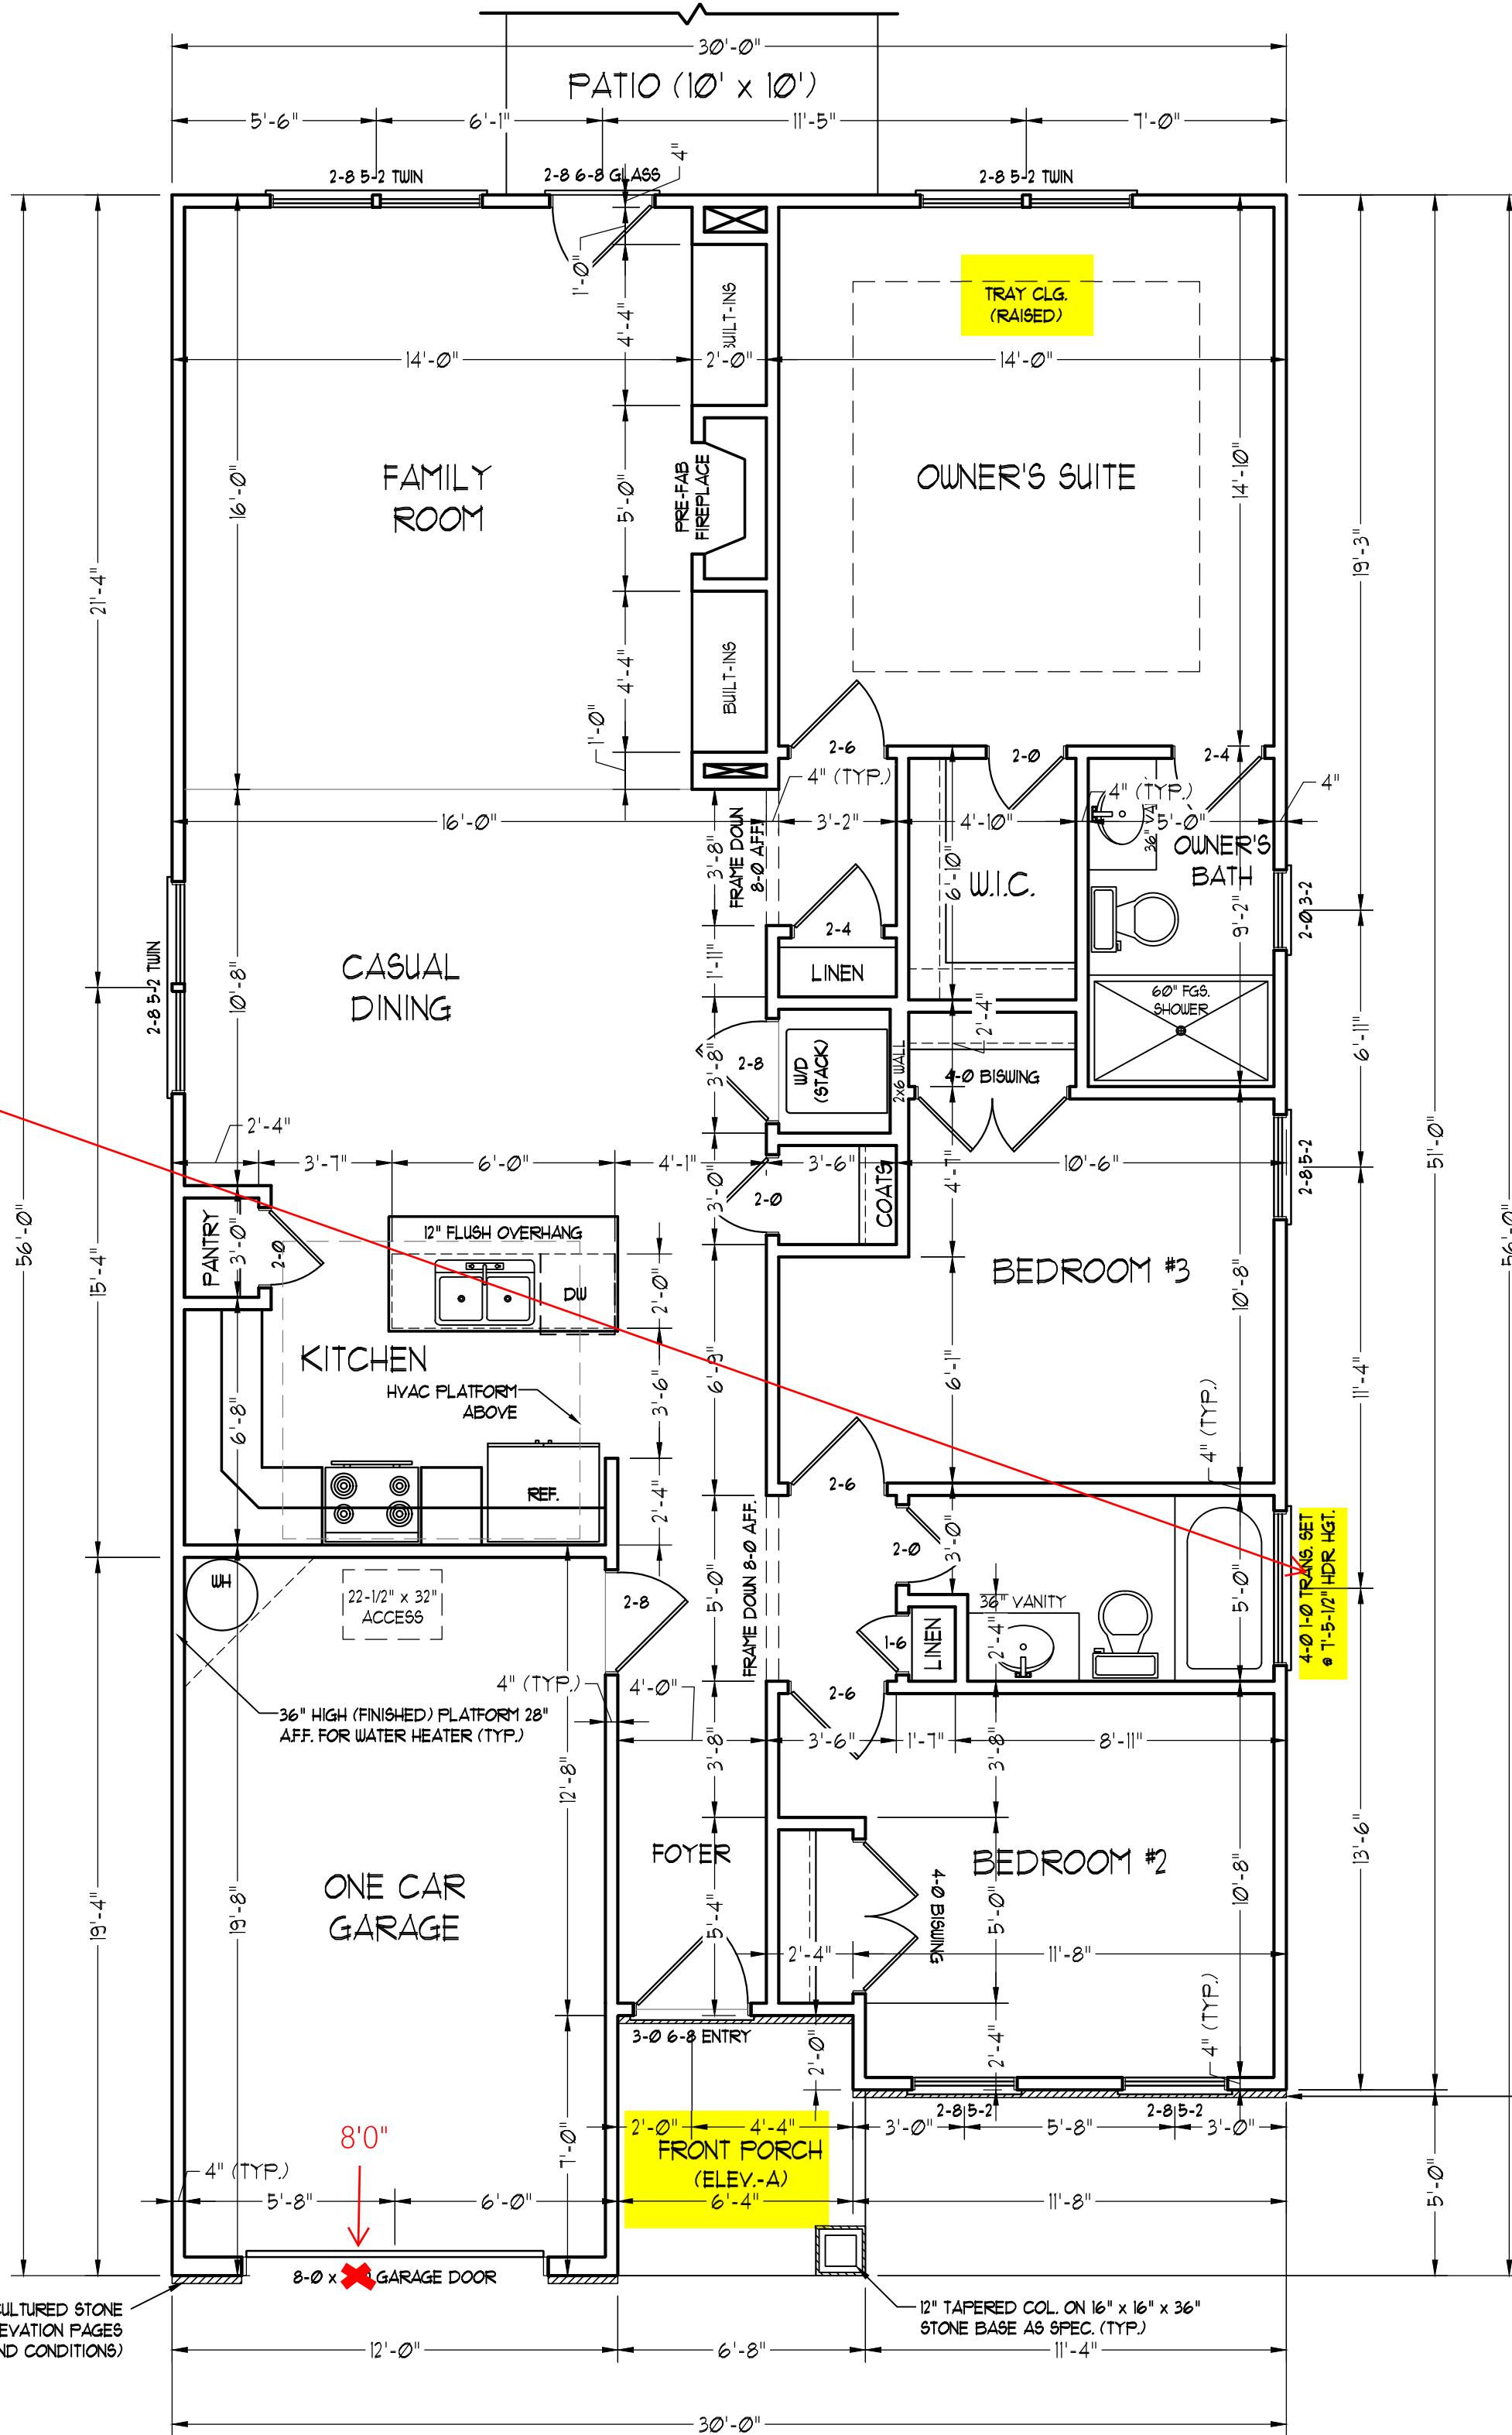 30'-0"
PATIO (10' x 10')
5'-6"
6'-1"
11'-5"
7'-0"
2-8 5-2 TWIN
2-8 6-8 GLASS
4"
2-8 5-2 TWIN
1'-0"
TRAY CLG.
(RAISED)
4'-4"
BUILT-INS
14'-0"
2'-0"
14'-0"
FAMILY
ROOM
16'-0"
5'-0"
PRE-FAB
FIREPLACE
OWNER'S SUITE
14'-10"
19'-3"
21'-4"
4'-4"
BUILT-INS
1'-0"
2-6
2-0
2-4
4" (TYP.)
4" (TYP.)
4"
16'-0"
FRAME DOWN
8-0 A.F.F.
3'-8"
3'-2"
4'-10"
5'-0"
OWNER'S
BATH
6'-10"
W.I.C.
9'-2"
2-0 3-2
2-8 5-2 TWIN
10'-8"
CASUAL
DINING
1'-11"
2-4
LINEN
60" FGS.
SHOWER
2'-4"
6'-11"
2-8
3'-8"
W/D
(STACK)
2x6 WALL
4-0 BISWING
51'-0"
2'-4"
3'-7"
6'-0"
4'-1"
3'-6"
10'-6"
2-8 5-2
3'-0"
2-0
COATS
4'-7"
56'-0"
15'-4"
PANTRY
3'-0"
2-0
12" FLUSH OVERHANG
DW
2'-0"
BEDROOM #3
10'-8"
56'-0"
KITCHEN
HVAC PLATFORM
ABOVE
3'-6"
6'-9"
6'-1"
11'-4"
6'-8"
4" (TYP.)
REF.
2'-4"
2-6
FRAME DOWN 8-0 A.F.F.
2-0
3'-0"
4-0 1-0 TRANS. SET
@ 7'-5-1/2" HDR HGT.
WH
22-1/2" x 32"
ACCESS
2-8
5'-0"
36" VANITY
5'-0"
1-6
LINEN
2'-4"
4" (TYP.)
4'-0"
2-6
36" HIGH (FINISHED) PLATFORM 28"
A.F.F. FOR WATER HEATER (TYP.)
3'-8"
3'-6"
1'-7"
3'-8"
8'-11"
12'-8"
FOYER
BEDROOM #2
13'-6"
ONE CAR
GARAGE
19'-4"
19'-8"
5'-4"
4-0 BISWING
5'-0"
10'-8"
2'-4"
11'-8"
4" (TYP.)
3-0 6-8 ENTRY
2'-0"
2'-4"
2-8 5-2
2-8 5-2
2'-0"
4'-4"
3'-0"
5'-8"
3'-0"
8'0"
FRONT PORCH
(ELEV.-A)
7'-0"
4" (TYP.)
5'-8"
6'-0"
6'-4"
11'-8"
5'-0"
8-0 x
GARAGE DOOR
ULTURED STONE
EVATION PAGES
ND CONDITIONS)
12" TAPERED COL. ON 16" x 16" x 36"
STONE BASE AS SPEC. (TYP.)
12'-0"
6'-8"
11'-4"
30'-0"